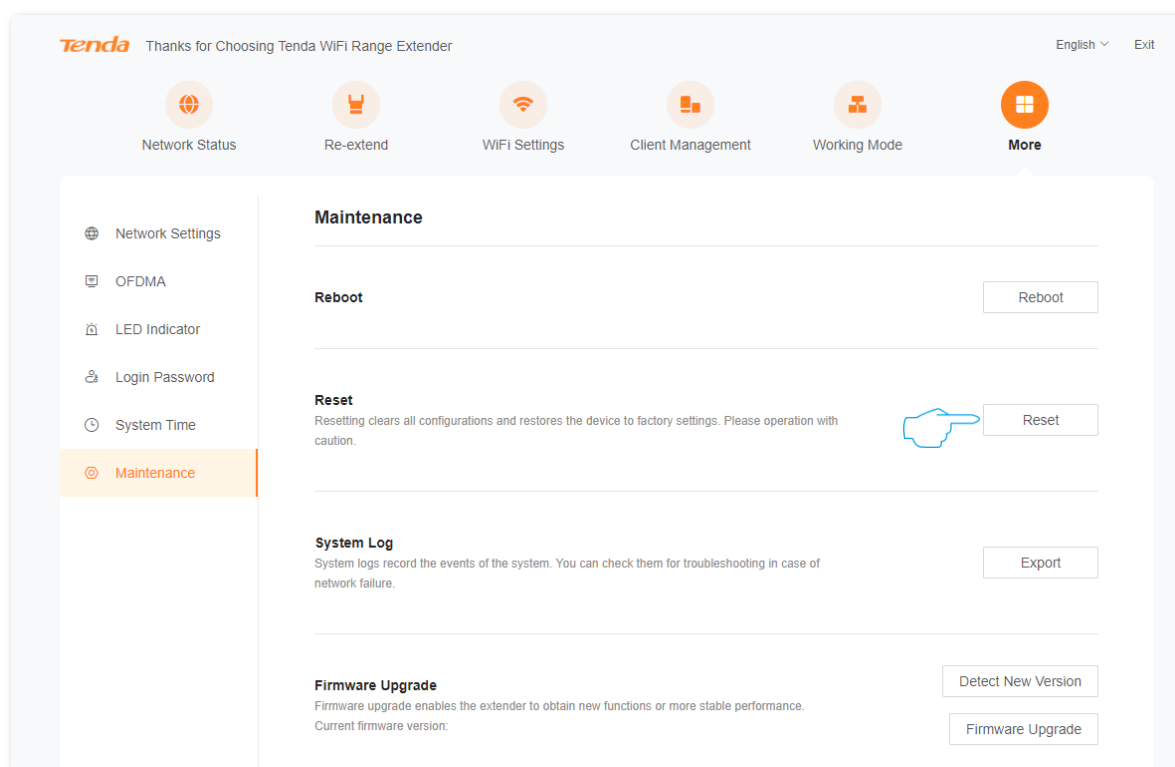 Tenda Thanks for Choosing Tenda WiFi Range Extender English Exit
Network Status Re-extend WiFi Settings Client Management Working Mode More
Network Settings
OFDMA
LED Indicator
Login Password
System Time
Maintenance
Maintenance
Reboot Reboot
Reset
Resetting clears all configurations and restores the device to factory settings. Please operation with
caution.
Reset
System Log
System logs record the events of the system. You can check them for troubleshooting in case of
network failure.
Export
Firmware Upgrade
Firmware upgrade enables the extender to obtain new functions or more stable performance.
Current firmware version:
Detect New Version
Firmware Upgrade